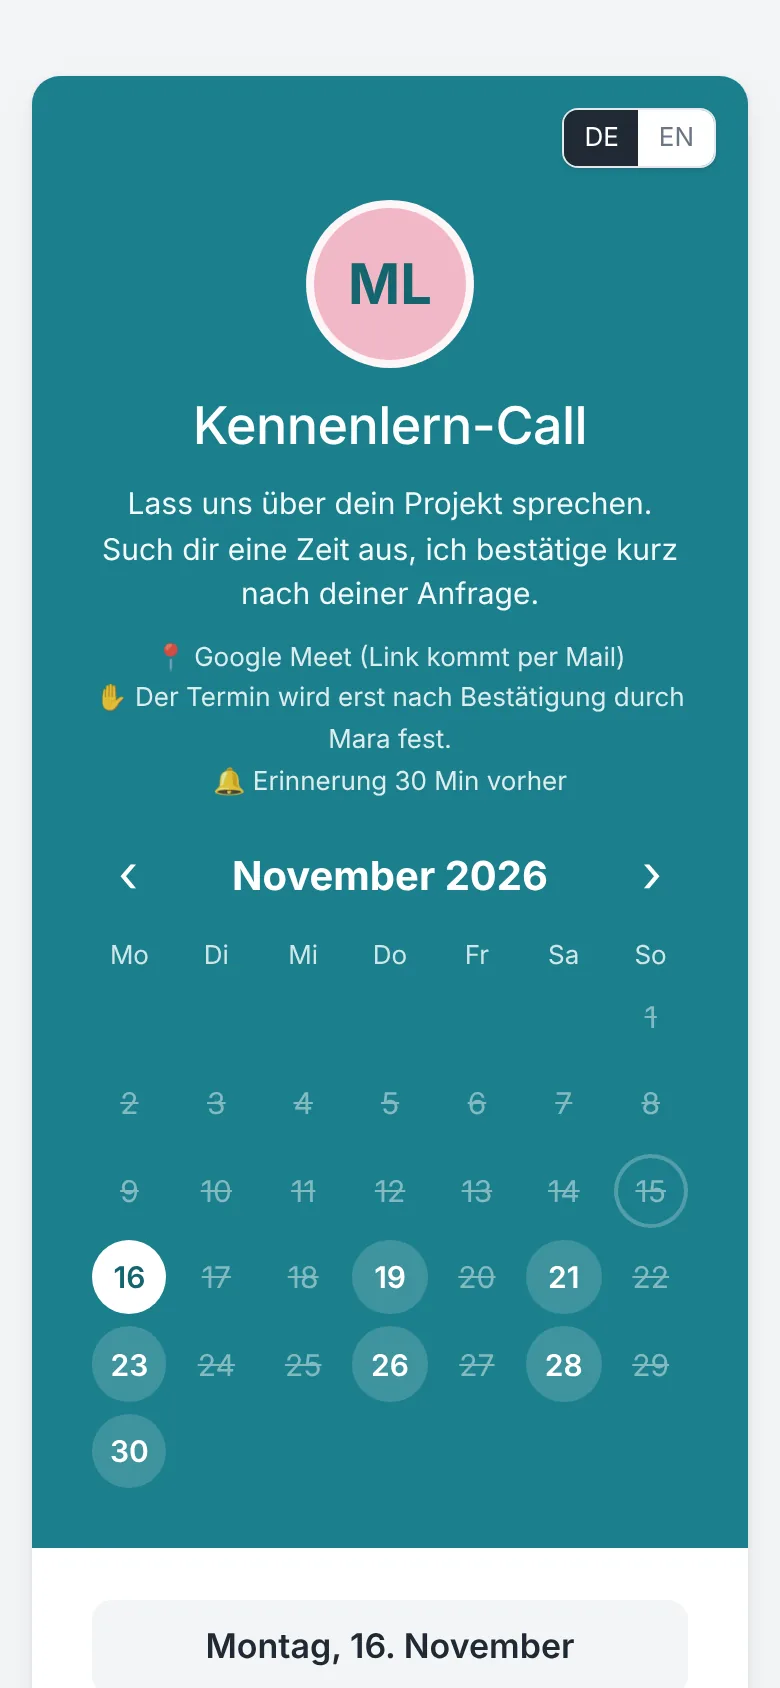 DE EN
ML
Kennenlern-Call
Lass uns über dein Projekt sprechen.
Such dir eine Zeit aus, ich bestätige kurz
nach deiner Anfrage.
📍 Google Meet (Link kommt per Mail)
✋ Der Termin wird erst nach Bestätigung durch
Mara fest.
🔔 Erinnerung 30 Min vorher
‹ November 2026 ›
Mo Di Mi Do Fr Sa So
1
2 3 4 5 6 7 8
9 10 11 12 13 14 15
16 17 18 19 20 21 22
23 24 25 26 27 28 29
30
Montag, 16. November